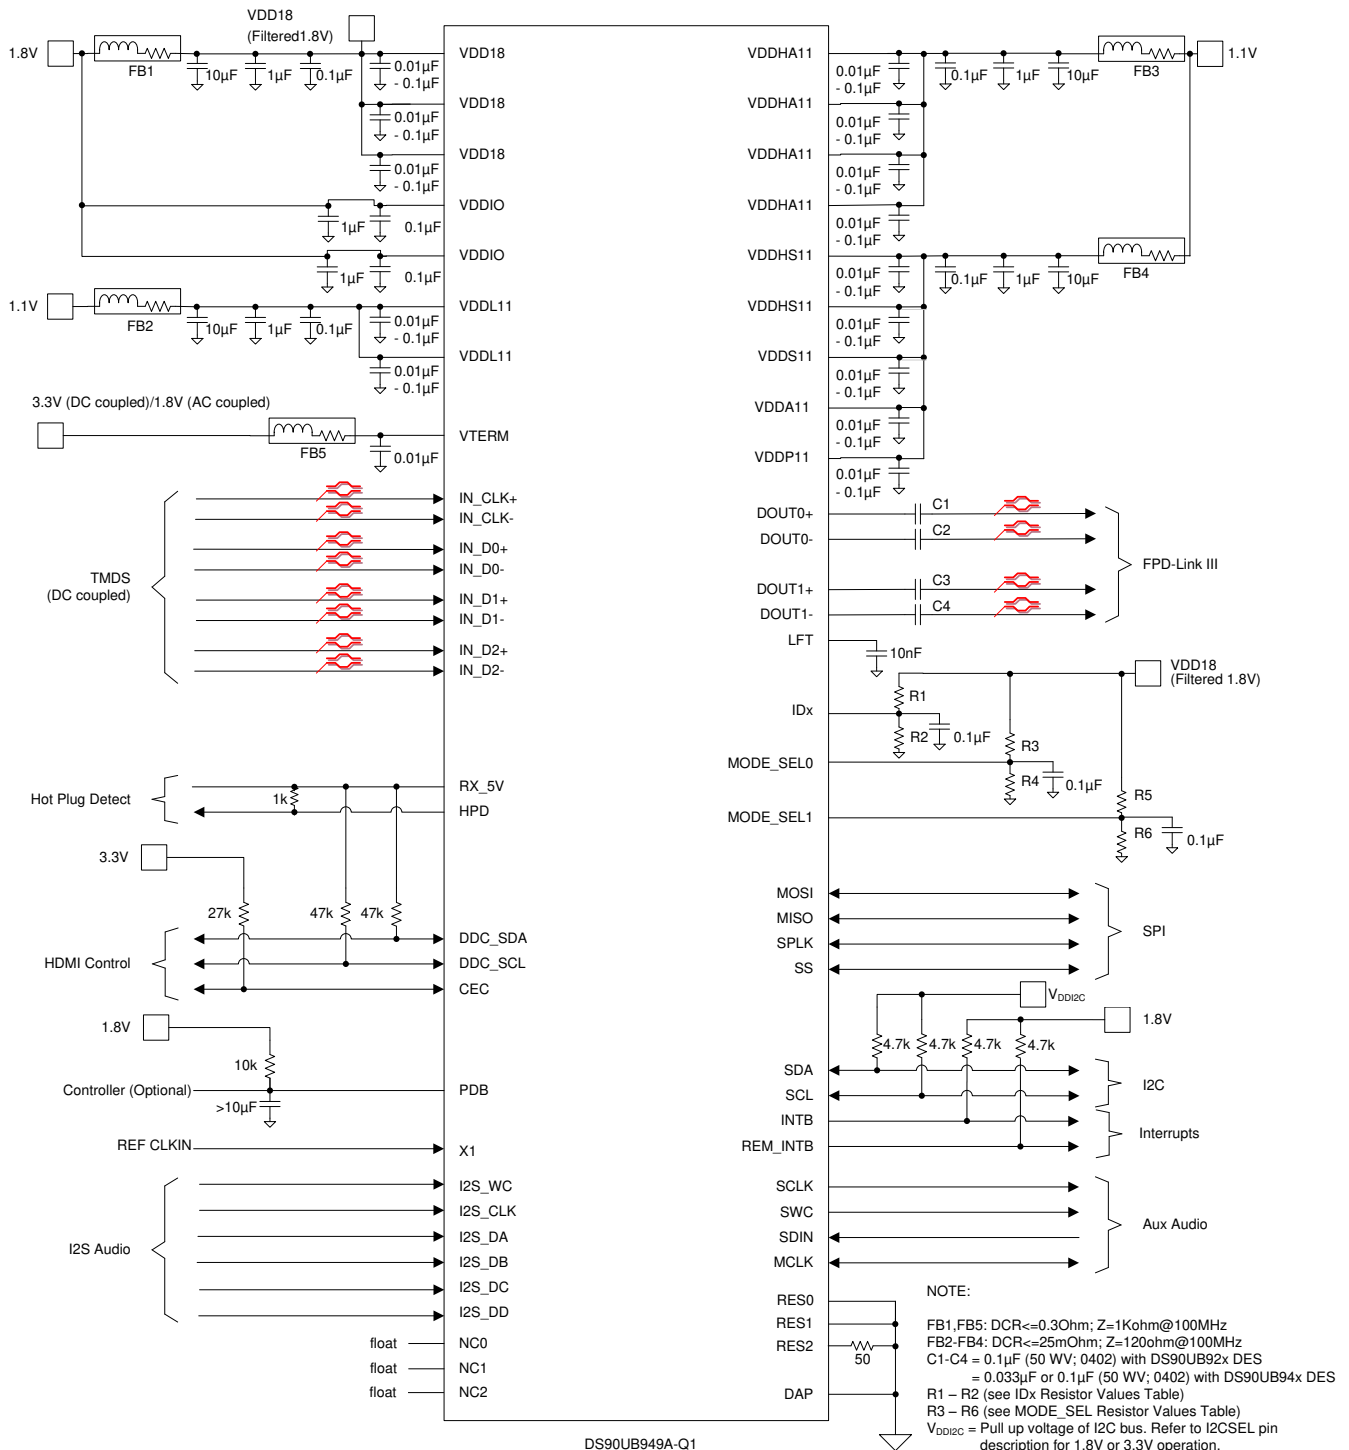 VDD18
(Filtered1.8V)
1.8V
FB1
10µF
1µF
0.1µF
0.01µF
- 0.1µF
VDD18
0.01µF
- 0.1µF
VDD18
0.01µF
- 0.1µF
VDD18
1µF
0.1µF
VDDIO
1µF
0.1µF
VDDIO
1.1V
FB2
10µF
1µF
0.1µF
0.01µF
- 0.1µF
VDDL11
0.01µF
- 0.1µF
VDDL11
3.3V (DC coupled)/1.8V (AC coupled)
FB5
0.01µF
VTERM
TMDS
(DC coupled)
IN_CLK+
IN_CLK-
IN_D0+
IN_D0-
IN_D1+
IN_D1-
IN_D2+
IN_D2-
Hot Plug Detect
1k
RX_5V
HPD
3.3V
27k
47k
47k
HDMI Control
DDC_SDA
DDC_SCL
CEC
1.8V
10k
Controller (Optional)
>10µF
PDB
REF CLKIN
X1
I2S Audio
I2S_WC
I2S_CLK
I2S_DA
I2S_DB
I2S_DC
I2S_DD
float
NC0
float
NC1
float
NC2
VDDHA11
0.01µF
- 0.1µF
0.1µF
1µF
10µF
FB3
1.1V
VDDHA11
0.01µF
- 0.1µF
VDDHA11
0.01µF
- 0.1µF
VDDHA11
0.01µF
- 0.1µF
VDDHS11
0.01µF
- 0.1µF
0.1µF
1µF
10µF
FB4
VDDHS11
0.01µF
- 0.1µF
VDDS11
0.01µF
- 0.1µF
VDDA11
0.01µF
- 0.1µF
VDDP11
0.01µF
- 0.1µF
DOUT0+
C1
DOUT0-
C2
DOUT1+
C3
DOUT1-
C4
FPD-Link III
LFT
10nF
VDD18
(Filtered 1.8V)
IDx
R1
R2
0.1µF
MODE_SEL0
R3
R4
0.1µF
MODE_SEL1
R5
R6
0.1µF
MOSI
MISO
SPLK
SS
SPI
VDDI2C
1.8V
4.7k
4.7k
4.7k
4.7k
SDA
SCL
I2C
INTB
REM_INTB
Interrupts
SCLK
SWC
SDIN
MCLK
Aux Audio
RES0
RES1
RES2
50
DAP
NOTE:
FB1,FB5: DCR<=0.3Ohm; Z=1Kohm@100MHz
FB2-FB4: DCR<=25mOhm; Z=120ohm@100MHz
C1-C4 = 0.1µF (50 WV; 0402) with DS90UB92x DES
= 0.033µF or 0.1µF (50 WV; 0402) with DS90UB94x DES
R1 – R2 (see IDx Resistor Values Table)
R3 – R6 (see MODE_SEL Resistor Values Table)
VDDI2C = Pull up voltage of I2C bus. Refer to I2CSEL pin
description for 1.8V or 3.3V operation.
DS90UB949A-Q1